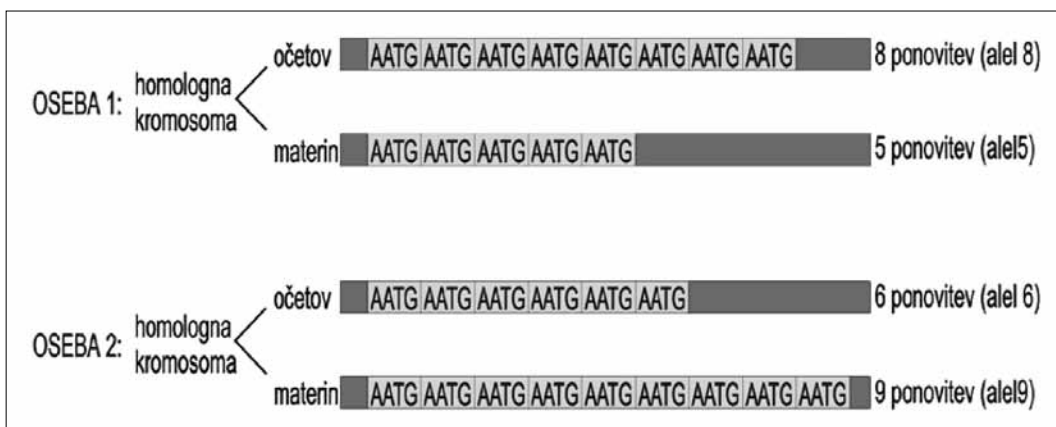 očetov AATG AATG AATG AATG AATG AATG AATG AATG 8 ponovitev (alel 8)
OSEBA 1: homologna kromosoma
materin AATG AATG AATG AATG AATG 5 ponovitev (alel5)
očetov AATG AATG AATG AATG AATG AATG 6 ponovitev (alel 6)
OSEBA 2: homologna kromosoma
materin AATG AATG AATG AATG AATG AATG AATG AATG AATG 9 ponovitev (alel9)